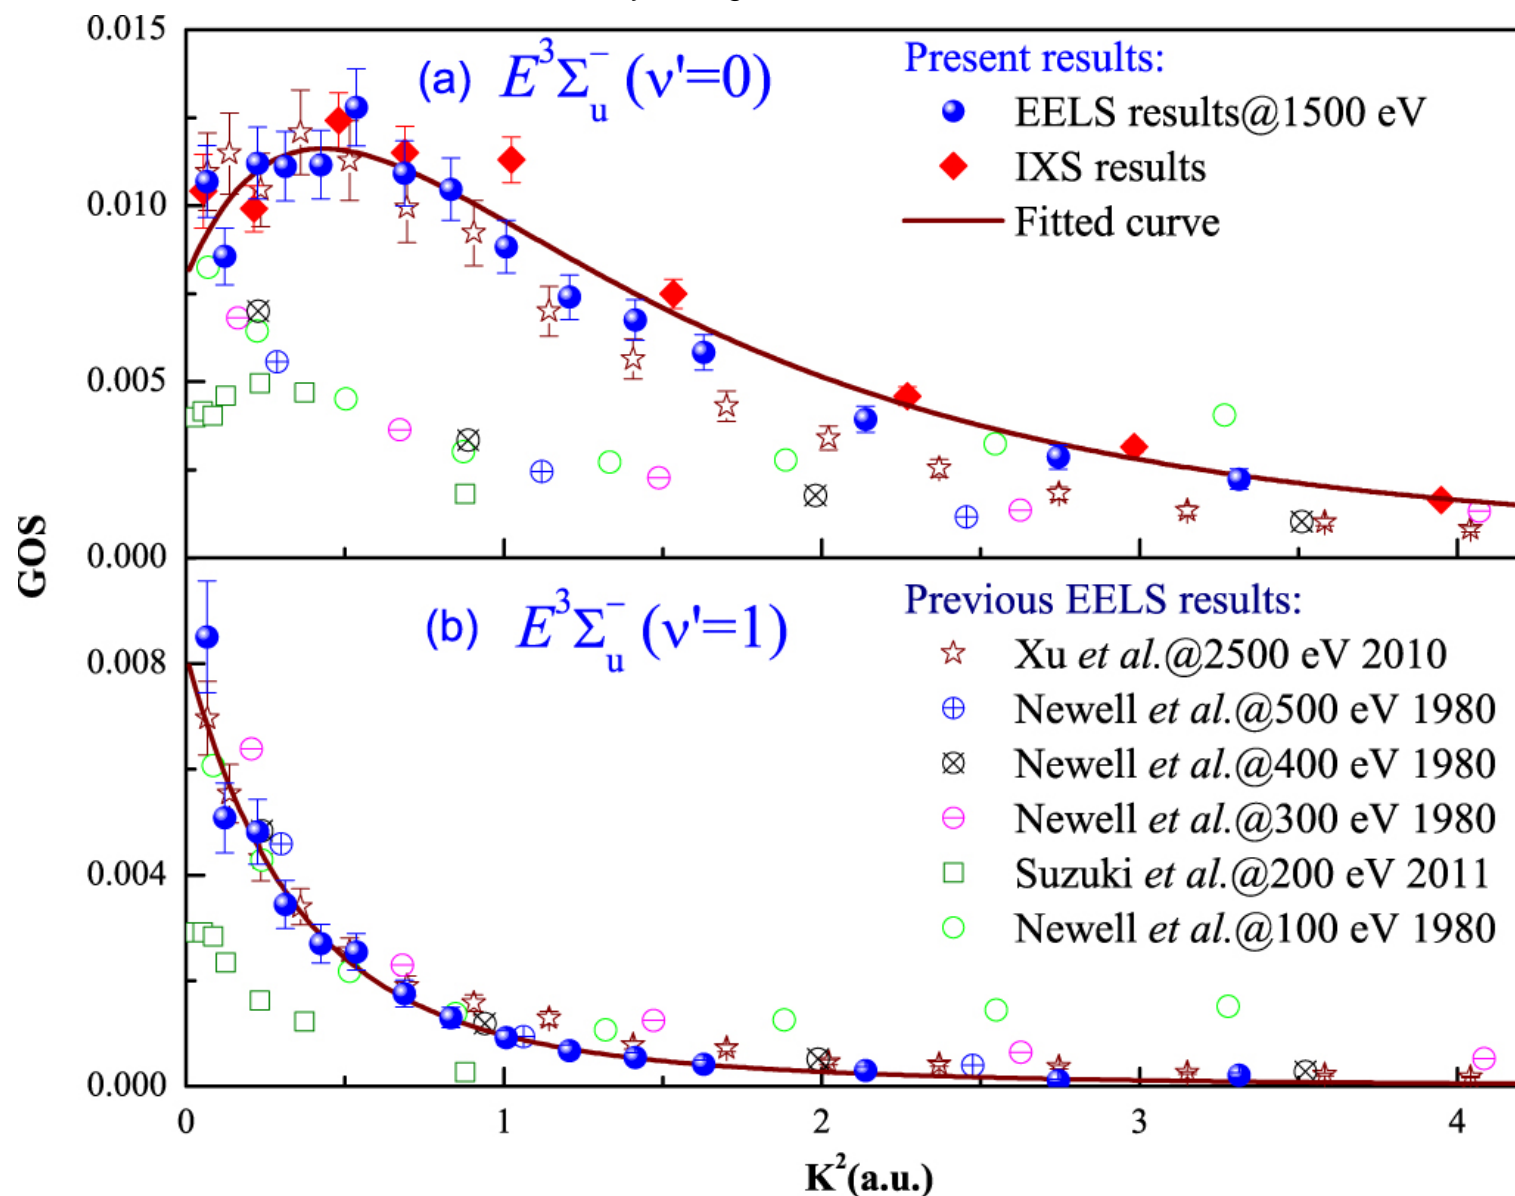 0.015
(a) E³Σᵤ⁻ (ν'=0)
Present results:
EELS results@1500 eV
IXS results
Fitted curve
0.010
0.005
0.000
GOS
(b) E³Σᵤ⁻ (ν'=1)
Previous EELS results:
Xu et al.@2500 eV 2010
Newell et al.@500 eV 1980
Newell et al.@400 eV 1980
Newell et al.@300 eV 1980
Suzuki et al.@200 eV 2011
Newell et al.@100 eV 1980
0.008
0.004
0.000
0 1 2 3 4
K²(a.u.)